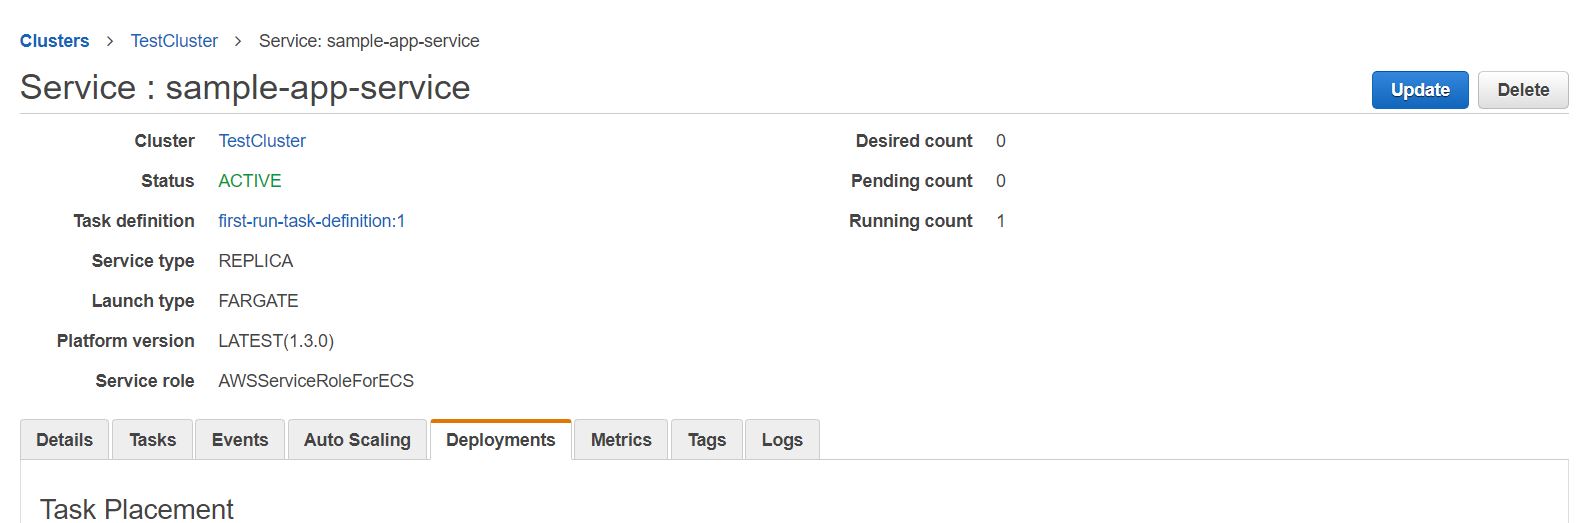 Clusters > TestCluster > Service: sample-app-service
Service : sample-app-service
Update Delete
Cluster TestCluster
Desired count 0
Status ACTIVE
Pending count 0
Task definition first-run-task-definition:1
Running count 1
Service type REPLICA
Launch type FARGATE
Platform version LATEST(1.3.0)
Service role AWSServiceRoleForECS
Details Tasks Events Auto Scaling Deployments Metrics Tags Logs
Task Placement